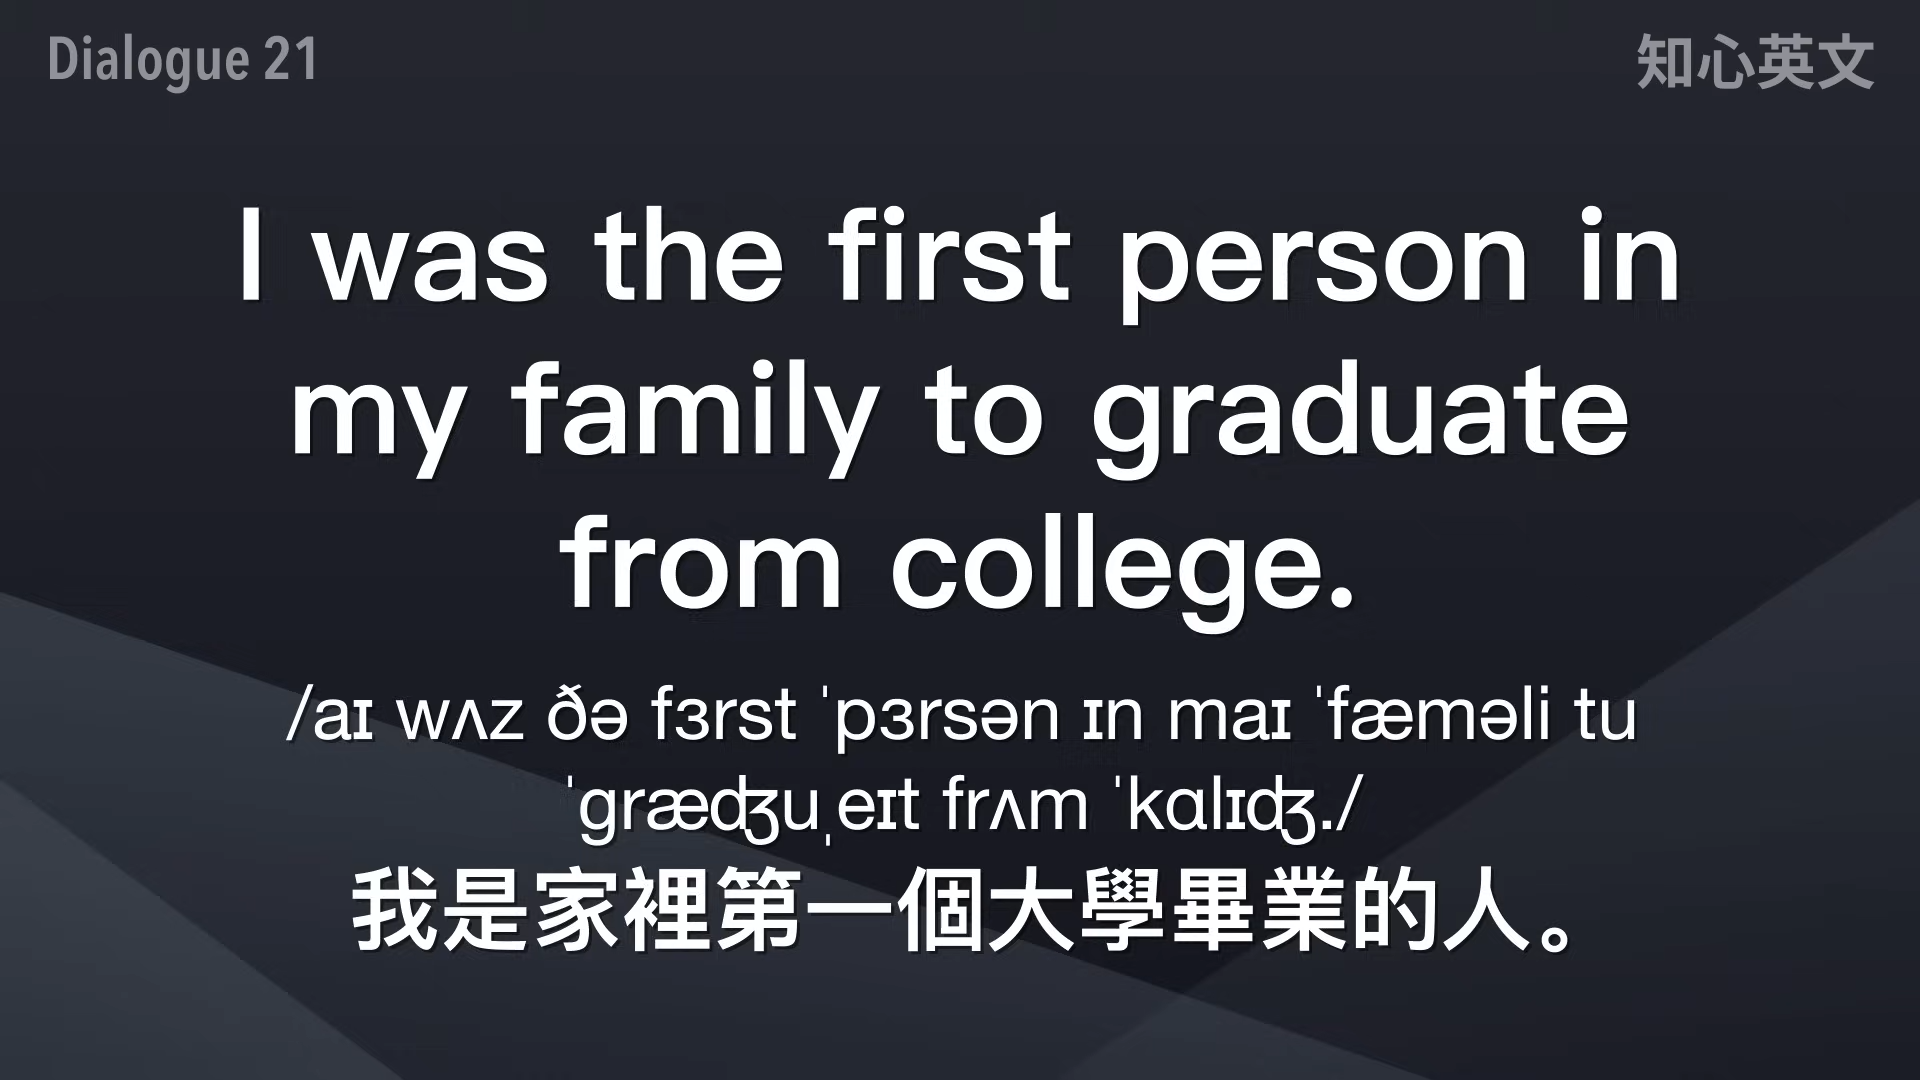 Dialogue 21
知心英文
I was the first person in
my family to graduate
from college.
/aɪ wʌz ðə fɜrst ˈpɜrsən ɪn maɪ ˈfæməli tu
ˈgræʤuˌeɪt frʌm ˈkɑlɪʤ./
我是家裡第一個大學畢業的人。